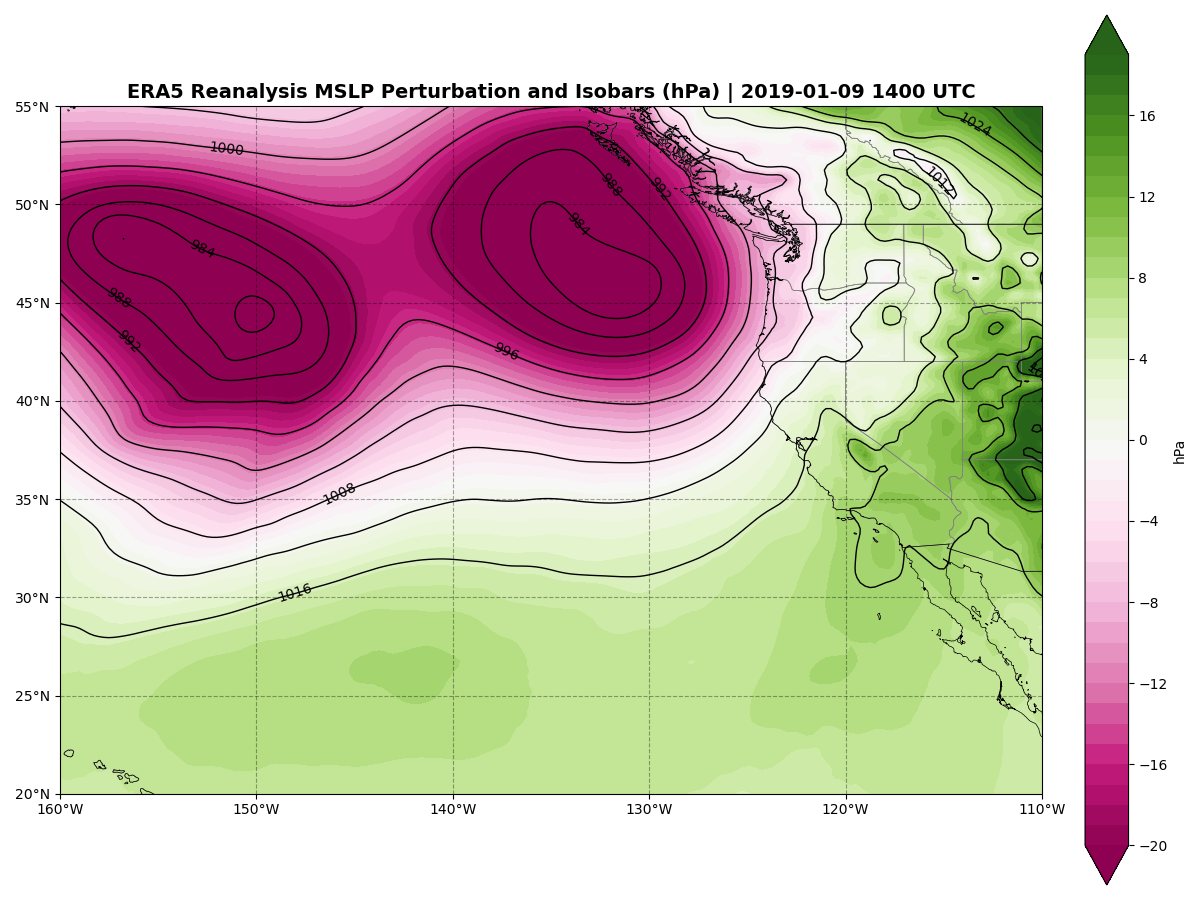 ERA5 Reanalysis MSLP Perturbation and Isobars (hPa) | 2019-01-09 1400 UTC
55°N
50°N
45°N
40°N
35°N
30°N
25°N
20°N
160°W
150°W
140°W
130°W
120°W
110°W
1000
984
988
992
988
992
984
996
1008
1016
1024
1012
16
12
8
4
0
−4
−8
−12
−16
−20
hPa